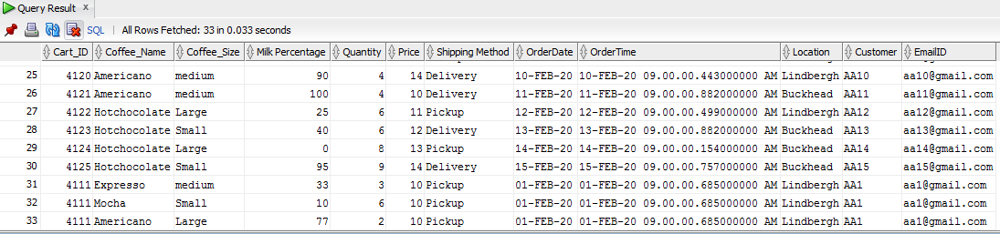 Query Result x
SQL | All Rows Fetched: 33 in 0.033 seconds
Cart_ID Coffee_Name Coffee_Size Milk Percentage Quantity Price Shipping Method OrderDate OrderTime Location Customer EmailID
25 4120 Americano medium 90 4 14 Delivery 10-FEB-20 10-FEB-20 09.00.00.443000000 AM Lindbergh AA10 aa10@gmail.com
26 4121 Americano medium 100 4 10 Delivery 11-FEB-20 11-FEB-20 09.00.00.882000000 AM Buckhead AA11 aa11@gmail.com
27 4122 Hotchocolate Large 25 6 11 Pickup 12-FEB-20 12-FEB-20 09.00.00.499000000 AM Lindbergh AA12 aa12@gmail.com
28 4123 Hotchocolate Small 40 6 12 Delivery 13-FEB-20 13-FEB-20 09.00.00.882000000 AM Buckhead AA13 aa13@gmail.com
29 4124 Hotchocolate Large 0 8 13 Pickup 14-FEB-20 14-FEB-20 09.00.00.154000000 AM Buckhead AA14 aa14@gmail.com
30 4125 Hotchocolate Small 95 9 14 Delivery 15-FEB-20 15-FEB-20 09.00.00.757000000 AM Buckhead AA15 aa15@gmail.com
31 4111 Expresso medium 33 3 10 Pickup 01-FEB-20 01-FEB-20 09.00.00.685000000 AM Lindbergh AA1 aa1@gmail.com
32 4111 Mocha Small 10 6 10 Pickup 01-FEB-20 01-FEB-20 09.00.00.685000000 AM Lindbergh AA1 aa1@gmail.com
33 4111 Americano Large 77 2 10 Pickup 01-FEB-20 01-FEB-20 09.00.00.685000000 AM Lindbergh AA1 aa1@gmail.com